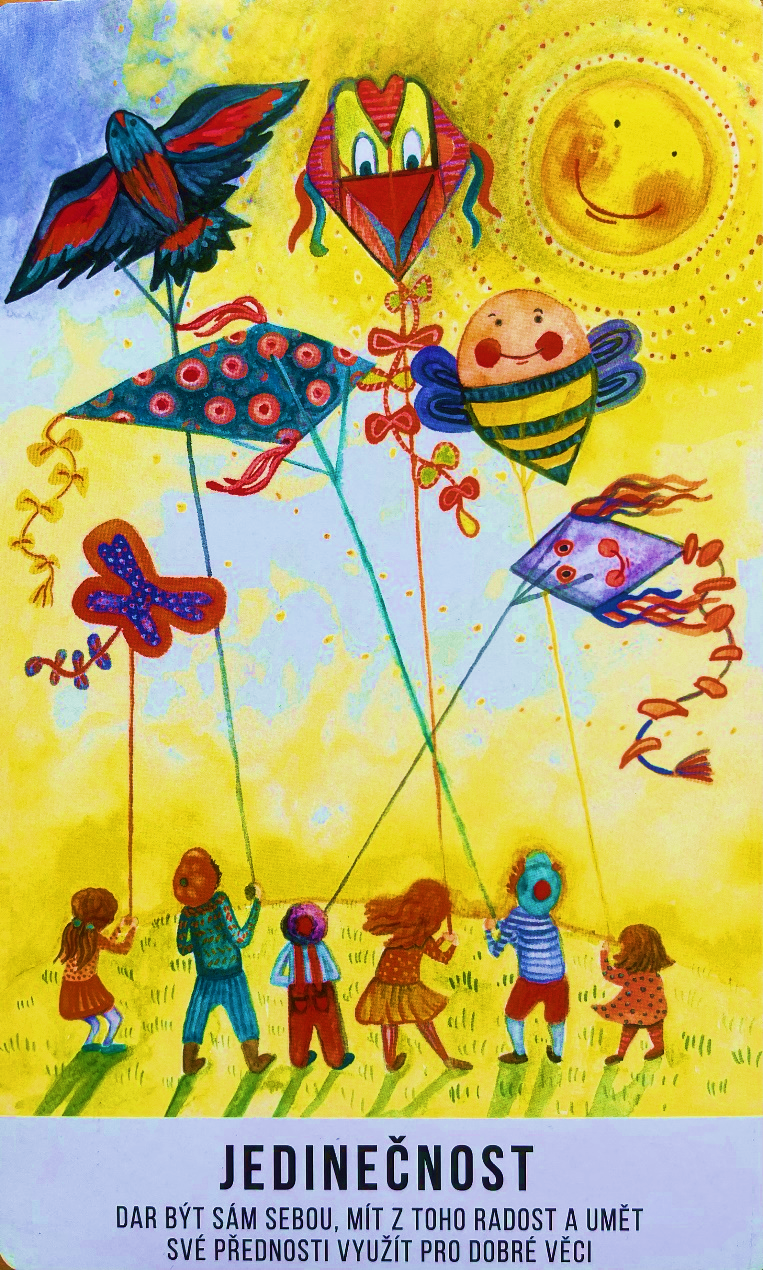 JEDINEČNOST
DAR BÝT SÁM SEBOU, MÍT Z TOHO RADOST A UMĚT
SVÉ PŘEDNOSTI VYUŽÍT PRO DOBRÉ VĚCI